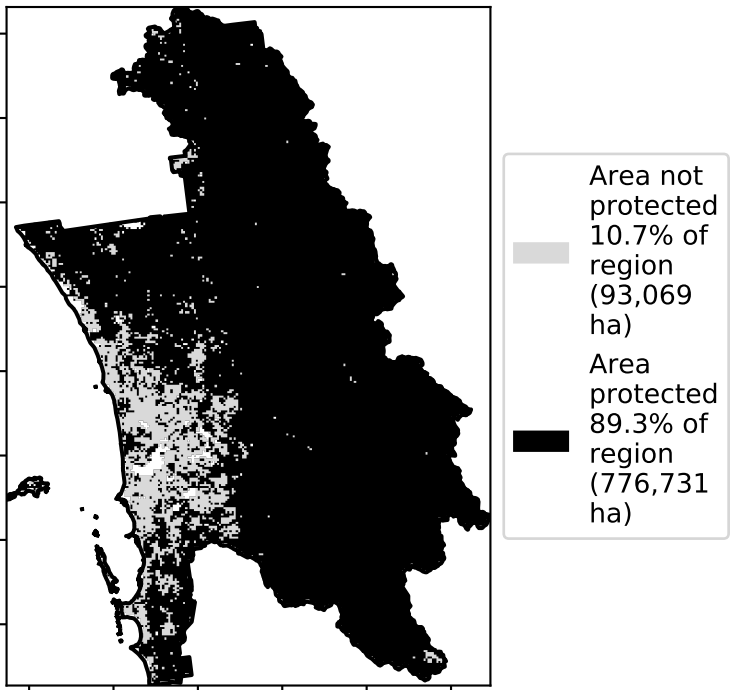 Area not
protected
10.7% of
region
(93,069
ha)
Area
protected
89.3% of
region
(776,731
ha)